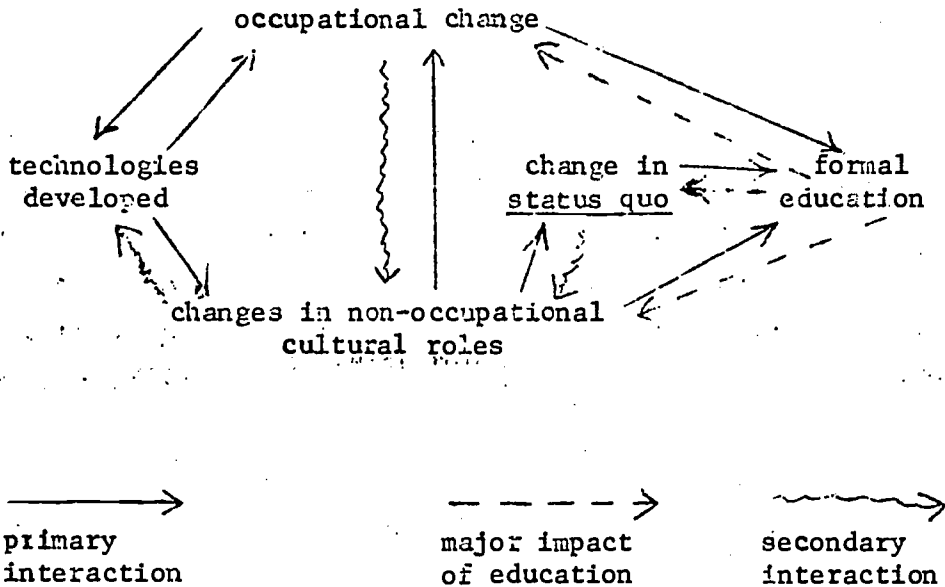 occupational change
technologies
developed
change in
status quo
formal
education
changes in non-occupational
cultural roles
primary
interaction
major impact
of education
secondary
interaction